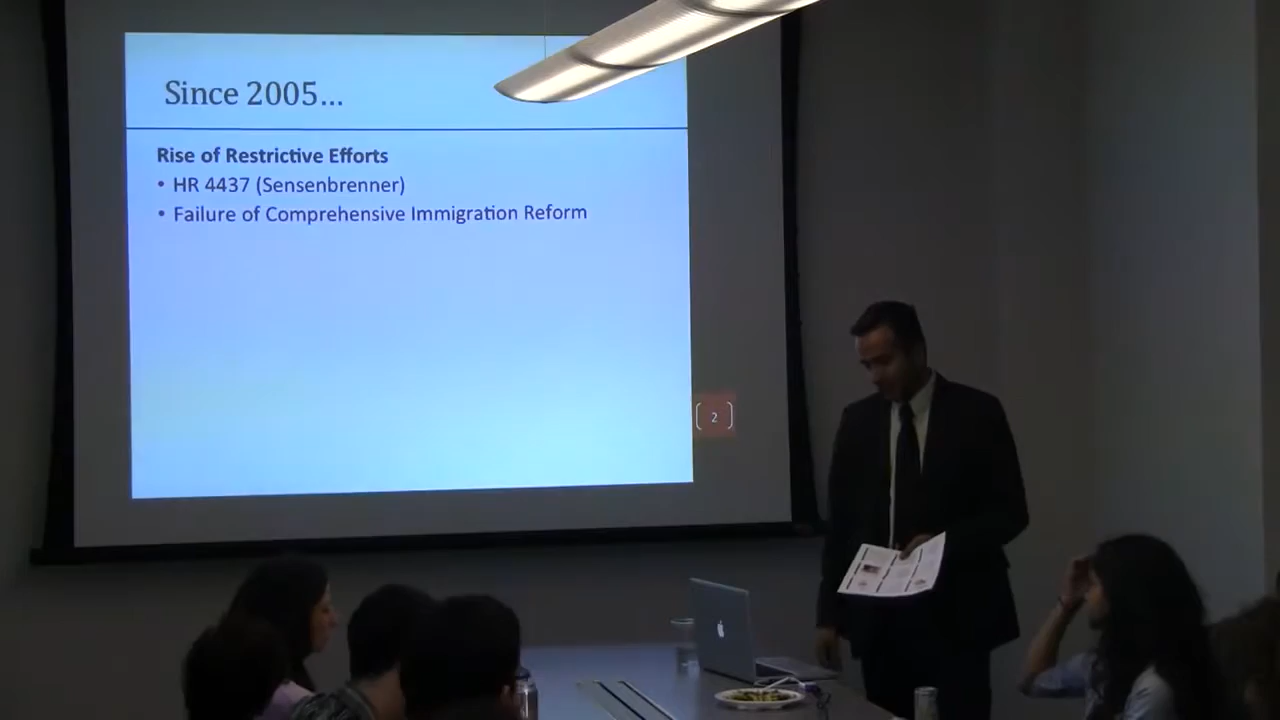 Since 2005...
Rise of Restrictive Efforts
• HR 4437 (Sensenbrenner)
• Failure of Comprehensive Immigration Reform
2